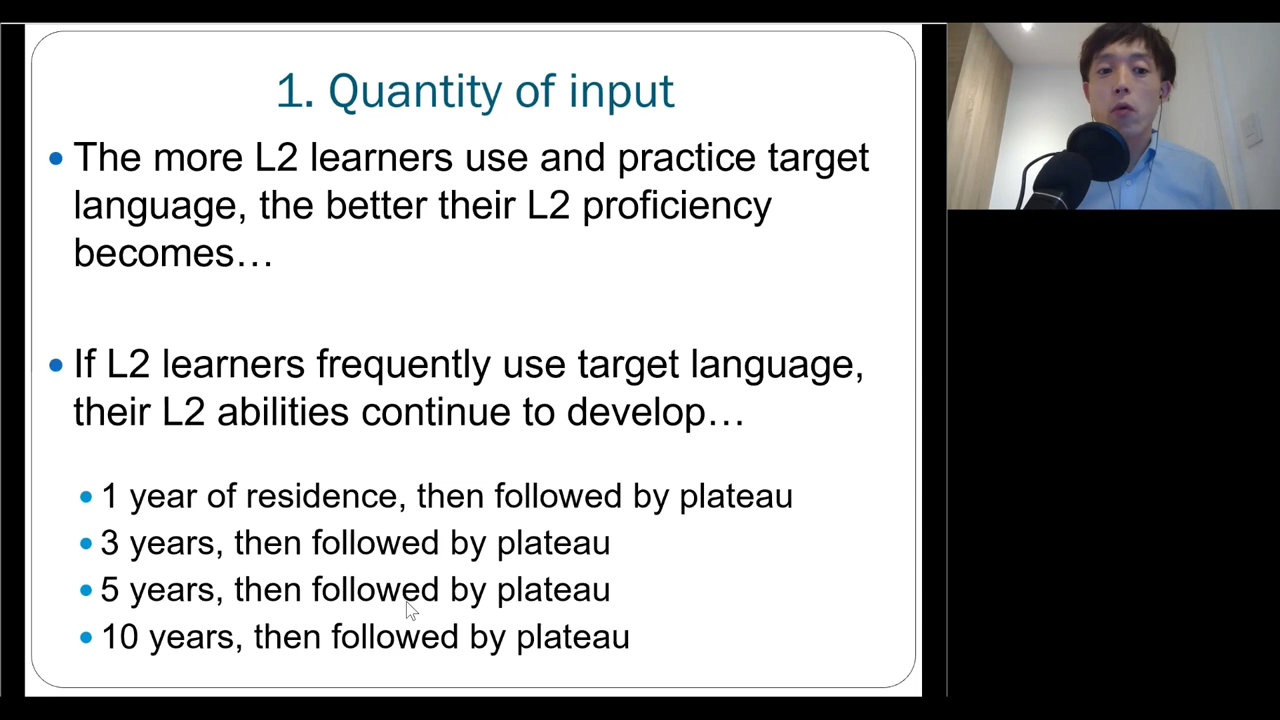 1. Quantity of input
• The more L2 learners use and practice target
language, the better their L2 proficiency
becomes…
• If L2 learners frequently use target language,
their L2 abilities continue to develop…
• 1 year of residence, then followed by plateau
• 3 years, then followed by plateau
• 5 years, then followed by plateau
• 10 years, then followed by plateau